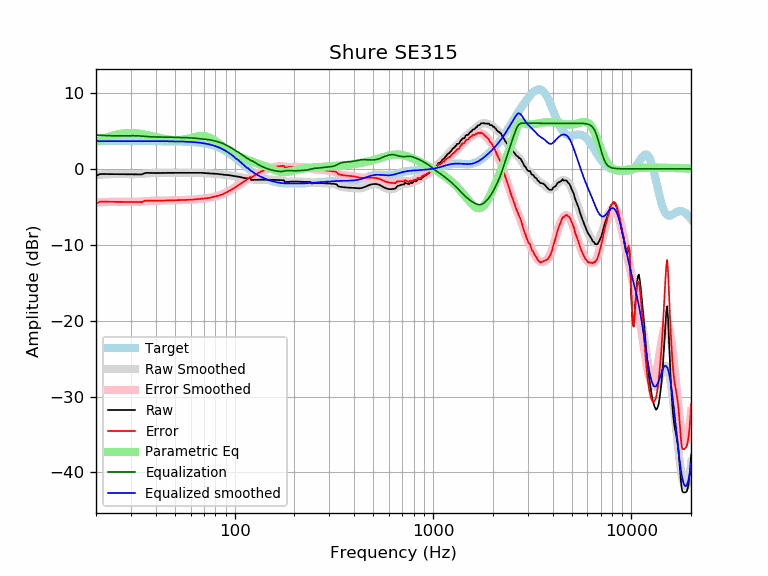 Shure SE315
Amplitude (dBr)
10
0
−10
−20
−30
−40
Target
Raw Smoothed
Error Smoothed
Raw
Error
Parametric Eq
Equalization
Equalized smoothed
100
1000
10000
Frequency (Hz)